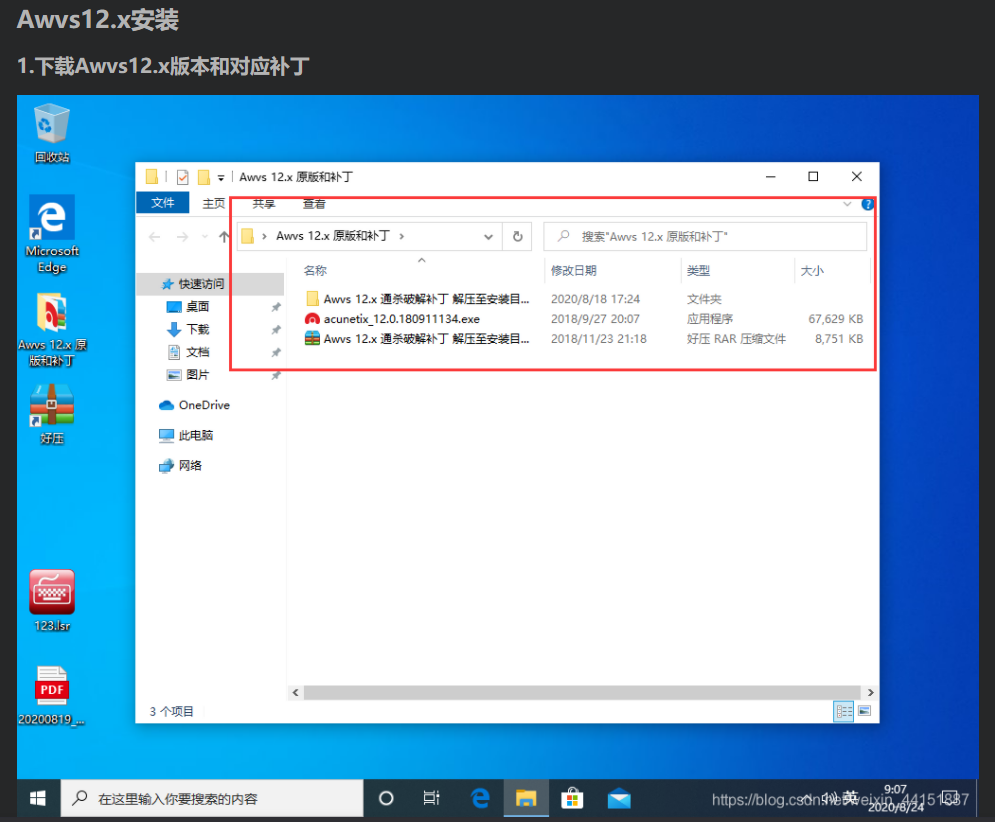 Awvs12.x安装
1.下载Awvs12.x版本和对应补丁
回收站
Microsoft
Edge
Awvs 12.x 原
版和补丁
好压
123.lsr
PDF
20200819_...
Awvs 12.x 原版和补丁
文件
主页
共享
查看
Awvs 12.x 原版和补丁
搜索"Awvs 12.x 原版和补丁"
名称
修改日期
类型
大小
快速访问
桌面
下载
文档
图片
OneDrive
此电脑
网络
Awvs 12.x 通杀破解补丁 解压至安装目...
2020/8/18 17:24
文件夹
acunetix_12.0.180911134.exe
2018/9/27 20:07
应用程序
67,629 KB
Awvs 12.x 通杀破解补丁 解压至安装目...
2018/11/23 21:18
好压 RAR 压缩文件
8,751 KB
3 个项目
在这里输入你要搜索的内容
英
9:07
2020/8/24
https://blog.csdn.net/weixin_44151887